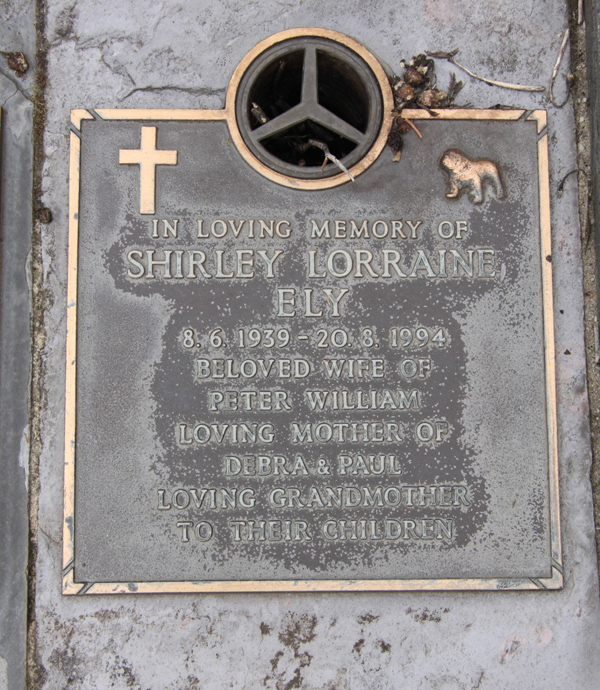 IN LOVING MEMORY OF
SHIRLEY LORRAINE
ELY
8.6.1939 - 20.8.1994
BELOVED WIFE OF
PETER WILLIAM
LOVING MOTHER OF
DEBRA & PAUL
LOVING GRANDMOTHER
TO THEIR CHILDREN